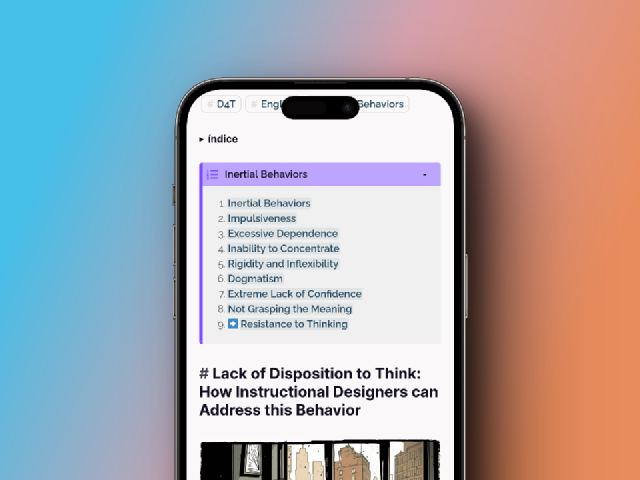 # D4T # Engl Behaviors
▸ índice
Inertial Behaviors -
1. Inertial Behaviors
2. Impulsiveness
3. Excessive Dependence
4. Inability to Concentrate
5. Rigidity and Inflexibility
6. Dogmatism
7. Extreme Lack of Confidence
8. Not Grasping the Meaning
9. ➡️ Resistance to Thinking
# Lack of Disposition to Think:
How Instructional Designers can
Address this Behavior